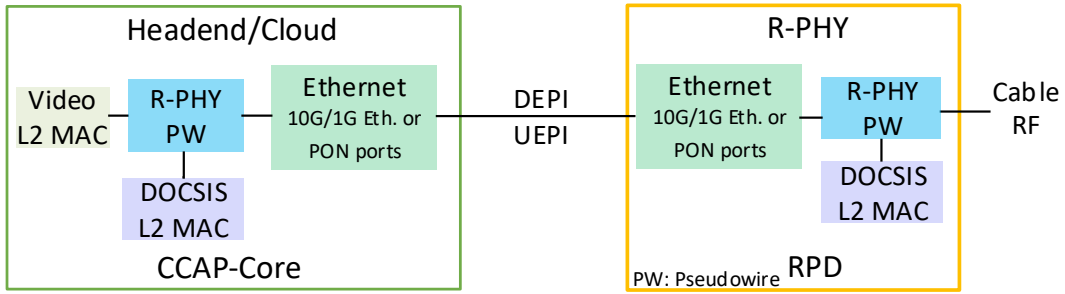 Headend/Cloud
Video
L2 MAC
R-PHY
PW
Ethernet
10G/1G Eth. or
PON ports
DOCSIS
L2 MAC
CCAP-Core
DEPI
UEPI
R-PHY
Ethernet
10G/1G Eth. or
PON ports
R-PHY
PW
DOCSIS
L2 MAC
PW: Pseudowire
RPD
Cable
RF